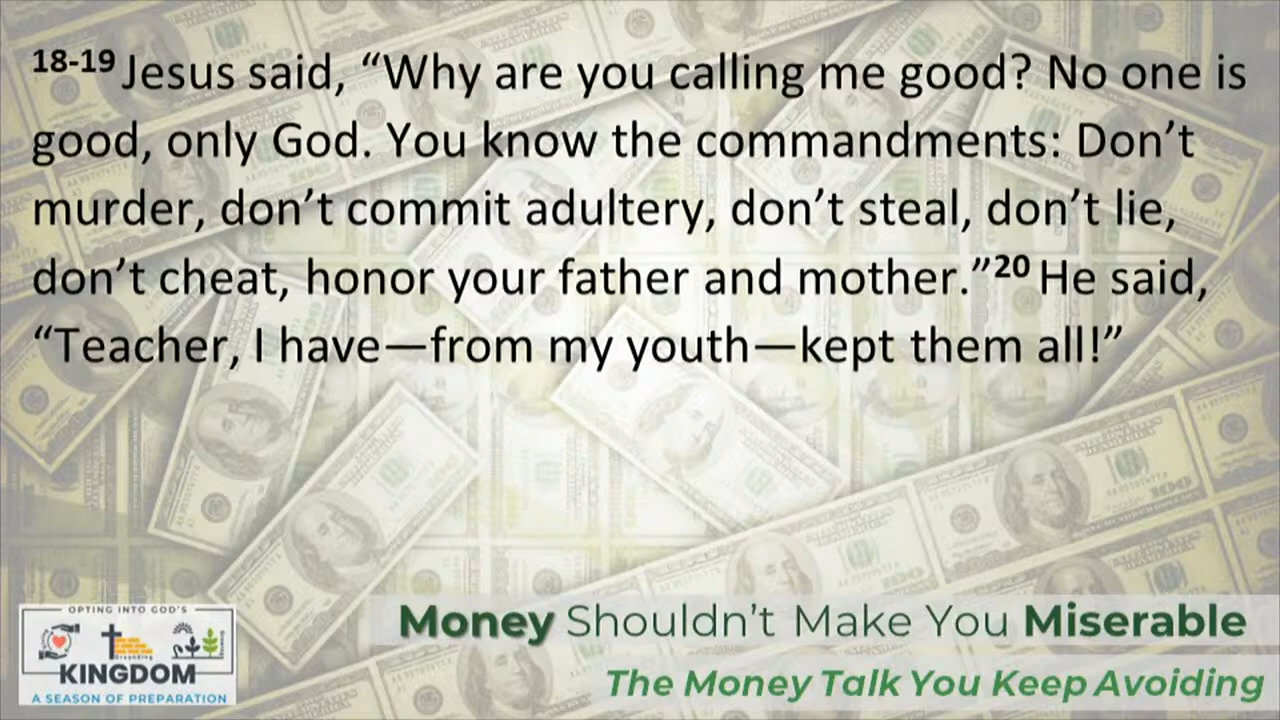 18-19 Jesus said, “Why are you calling me good? No one is
good, only God. You know the commandments: Don’t
murder, don’t commit adultery, don’t steal, don’t lie,
don’t cheat, honor your father and mother.”20 He said,
“Teacher, I have—from my youth—kept them all!”
Money Shouldn’t Make You Miserable
The Money Talk You Keep Avoiding
OPTING INTO GOD’S
KINGDOM
A SEASON OF PREPARATION